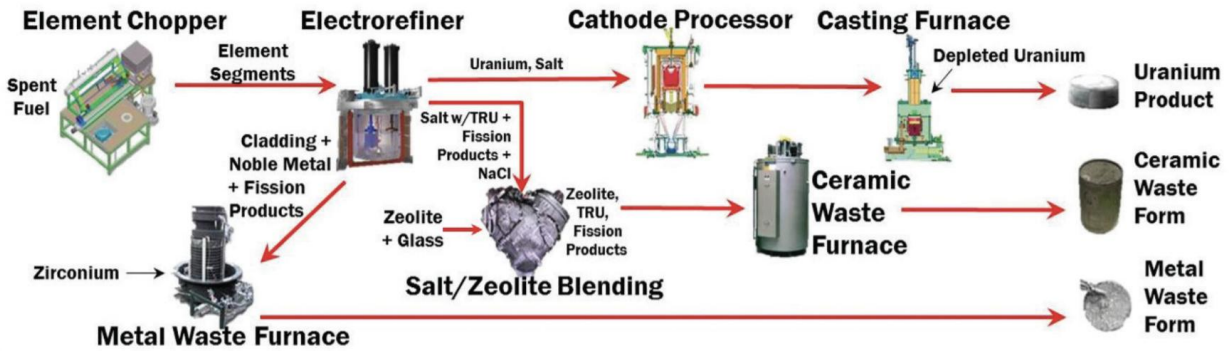 Element Chopper
Electrorefiner
Cathode Processor
Casting Furnace
Spent
Fuel
Element
Segments
Uranium, Salt
Depleted Uranium
Uranium
Product
Salt w/TRU +
Fission
Products +
NaCl
Cladding +
Noble Metal
+ Fission
Products
Zeolite
+ Glass
Zeolite,
TRU,
Fission
Products
Salt/Zeolite Blending
Ceramic
Waste
Furnace
Ceramic
Waste
Form
Zirconium
Metal Waste Furnace
Metal
Waste
Form